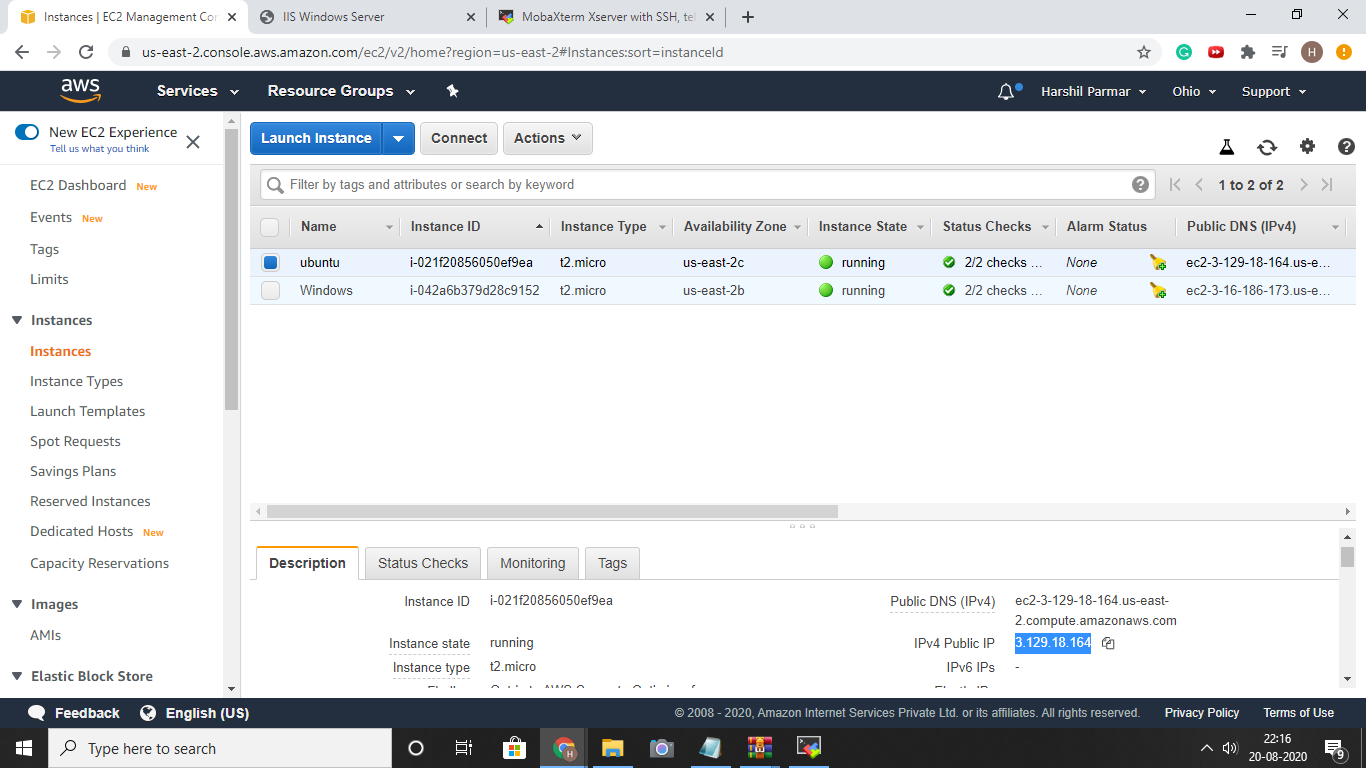 Instances | EC2 Management Con
IIS Windows Server
MobaXterm Xserver with SSH, tel
us-east-2.console.aws.amazon.com/ec2/v2/home?region=us-east-2#Instances:sort=instanceId
H
aws
Services
Resource Groups
Harshil Parmar
Ohio
Support
New EC2 Experience
Tell us what you think
EC2 Dashboard New
Events New
Tags
Limits
Instances
Instances
Instance Types
Launch Templates
Spot Requests
Savings Plans
Reserved Instances
Dedicated Hosts New
Capacity Reservations
Images
AMIs
Elastic Block Store
Launch Instance
Connect
Actions
Filter by tags and attributes or search by keyword
1 to 2 of 2
Name Instance ID Instance Type Availability Zone Instance State Status Checks Alarm Status Public DNS (IPv4)
ubuntu i-021f20856050ef9ea t2.micro us-east-2c running 2/2 checks ... None ec2-3-129-18-164.us-e...
Windows i-042a6b379d28c9152 t2.micro us-east-2b running 2/2 checks ... None ec2-3-16-186-173.us-e...
Description
Status Checks
Monitoring
Tags
Instance ID i-021f20856050ef9ea
Instance state running
Instance type t2.micro
Public DNS (IPv4) ec2-3-129-18-164.us-east-
2.compute.amazonaws.com
IPv4 Public IP 3.129.18.164
IPv6 IPs -
Feedback
English (US)
© 2008 - 2020, Amazon Internet Services Private Ltd. or its affiliates. All rights reserved.
Privacy Policy
Terms of Use
Type here to search
H
22:16
20-08-2020
9